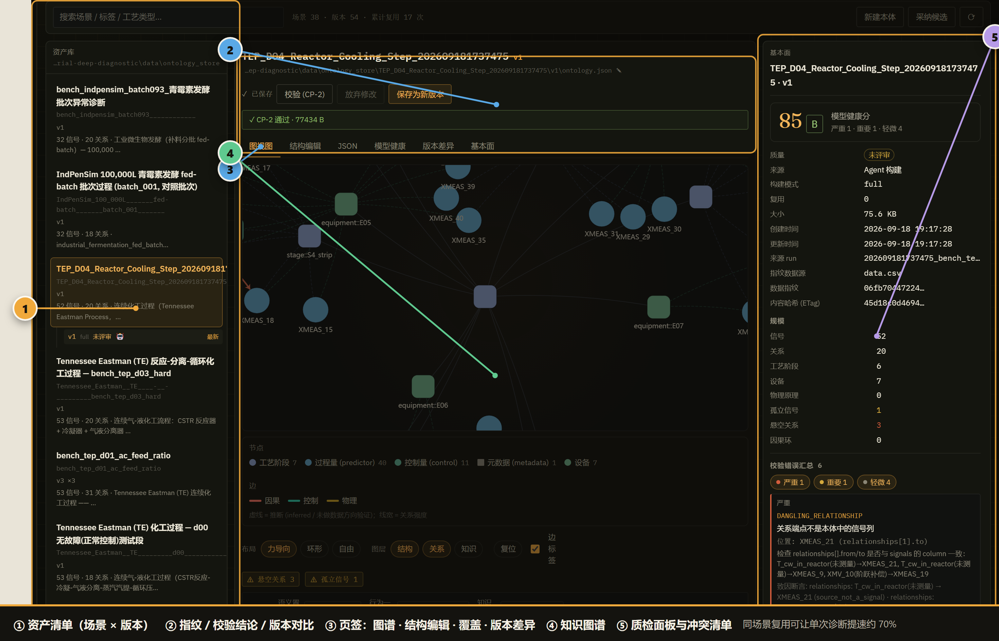 搜索场景 / 标签 / 工艺类型...
场景 38 · 版本 54 · 累计复用 17 次
新建本体
采纳候选
资产库
…rial-deep-diagnostic\data\ontology_store
bench_indpensim_batch093_青霉素发酵
批次异常诊断
bench_indpensim_batch093____________
v1
32 信号 · 20 关系 · 工业微生物发酵（补料分批 fed-
batch）— 100,000 ...
IndPenSim 100,000L 青霉素发酵 fed-
batch 批次过程 (batch_001, 对照批次)
IndPenSim_100_000L_______fed-
batch_______batch_001_______
v1
32 信号 · 18 关系 ·
industrial_fermentation_fed_batch...
TEP_D04_Reactor_Cooling_Step_202609181
TEP_D04_Reactor_Cooling_Step_202609181737475
v1
52 信号 · 20 关系 · 连续化工过程（Tennessee
Eastman Process，...
v1 full 未评审 最新
Tennessee Eastman (TE) 反应-分离-循环化
工过程 — bench_tep_d03_hard
Tennessee_Eastman__TE____-__-
_________bench_tep_d03_hard
v1
53 信号 · 20 关系 · 连续气-液化工流程：CSTR 反应器
+ 冷凝器 + 气液分离器 ...
bench_tep_d01_ac_feed_ratio
bench_tep_d01_ac_feed_ratio
v3 ×3
53 信号 · 31 关系 · Tennessee Eastman (TE) 连续化
工过程 —— ...
Tennessee Eastman (TE) 化工过程 — d00
无故障(正常控制)测试段
Tennessee_Eastman__TE_________d00___________
v1
53 信号 · 18 关系 · 连续气-液化工过程（CSTR反应-
冷凝-气液分离-蒸汽汽提-循环压...
1
2
4
3
5
TEP_D04_Reactor_Cooling_Step_202609181737475 v1
…ep-diagnostic\data\ontology_store\TEP_D04_Reactor_Cooling_Step_202609181737475\v1\ontology.json
✓ 已保存
校验 (CP-2)
放弃修改
保存为新版本
✓ CP-2 通过 · 77434 B
图视图
结构编辑
JSON
模型健康
版本差异
基本面
XMEAS_17
XMEAS_39
equipment::E05
XMEAS_40
XMEAS_35
XMEAS_31
XMEAS_29
XMEAS_30
stage::S4_strip
XMEAS_18
XMEAS_15
equipment::E07
XM
equipment::E06
节点
工艺阶段 7 过程量 (predictor) 40 控制量 (control) 11 元数据 (metadata) 1 设备 7
边
因果 控制 物理
虚线 = 推断 (inferred / 未做数据方向验证)；线宽 = 关系强度
布局 力导向 环形 自由 图层 结构 关系 知识 复位 边标签
⚠ 悬空关系 3
⚠ 孤立信号 1
语义置 行为一 知识
基本面
TEP_D04_Reactor_Cooling_Step_20260918173747
5 · v1
85 B
模型健康分
严重 1 · 重要 1 · 轻微 4
质量 未评审
来源 Agent 构建
构建模式 full
复用 0
大小 75.6 KB
创建时间 2026-09-18 19:17:28
更新时间 2026-09-18 19:17:28
来源 run 202609181737475_bench_te…
指纹数据源 data.csv
数据指纹 06fb70447224…
内容哈希 (ETag) 45d18c0d4694…
规模
信号 52
关系 20
工艺阶段 6
设备 7
物理原理 0
孤立信号 1
悬空关系 3
因果环 0
校验错误汇总 6
严重 1
重要 1
轻微 4
严重
DANGLING_RELATIONSHIP
关系端点不是本体中的信号列
位置: XMEAS_21 (relationships[1].to)
检查 relationships[].from/to 是否与 signals 的 column 一致:
T_cw_in_reactor(未测量)→XMEAS_21, T_cw_in_reactor(未测
量)→XMEAS_9, XMV_10(阶跃补偿)→XMEAS_19
致因断言: relationships: T_cw_in_reactor(未测量) →
XMEAS_21 (source_not_a_signal) · relationships:
① 资产清单（场景 × 版本） ② 指纹 / 校验结论 / 版本对比 ③ 页签：图谱 · 结构编辑 · 覆盖 · 版本差异 ④ 知识图谱 ⑤ 质检面板与冲突清单 同场景复用可让单次诊断提速约 70%